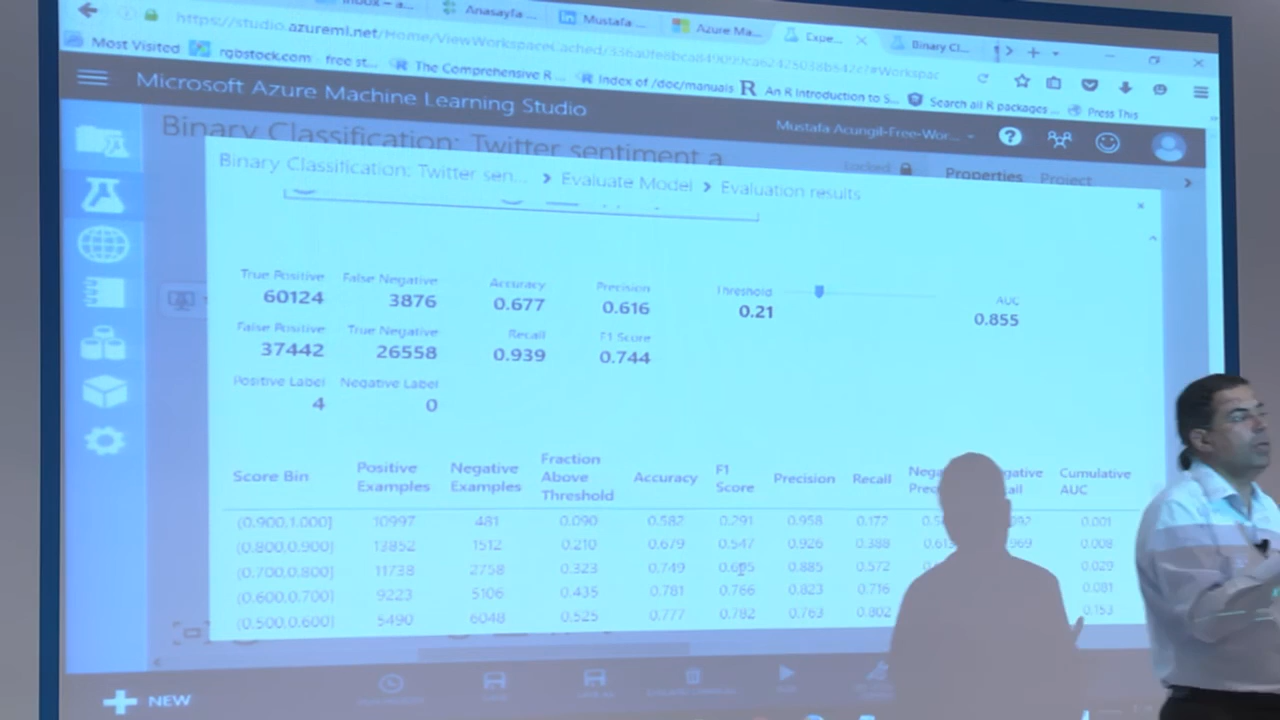 Anasayfa ...
Mustafa ...
Azure Ma...
Expe...
Binary Cl...
https://studio.azureml.net/Home/ViewWorkspaceCached/
Most Visited
rgbstock.com - free st...
The Comprehensive R ...
Index of /doc/manuals
An R Introduction to S...
Search all R packages ...
Press This
Microsoft Azure Machine Learning Studio
Mustafa Acungil-Free-Wor...
Binary Classification: Twitter sentiment a
Locked
Properties
Project
Binary Classification: Twitter sen... > Evaluate Model > Evaluation results
True Positive False Negative Accuracy Precision Threshold AUC
60124 3876 0.677 0.616 0.21 0.855
False Positive True Negative Recall F1 Score
37442 26558 0.939 0.744
Positive Label Negative Label
4 0
Score Bin Positive Examples Negative Examples Fraction Above Threshold Accuracy F1 Score Precision Recall Cumulative AUC
(0.900,1.000] 10997 481 0.090 0.582 0.291 0.958 0.172 0.001
(0.800,0.900] 13852 1512 0.210 0.679 0.547 0.926 0.388 0.008
(0.700,0.800] 11738 2758 0.323 0.749 0.885 0.572 0.029
(0.600,0.700] 9223 5106 0.435 0.781 0.766 0.823 0.716 0.081
(0.500,0.600] 5490 6048 0.525 0.777 0.782 0.763 0.802 0.153
NEW